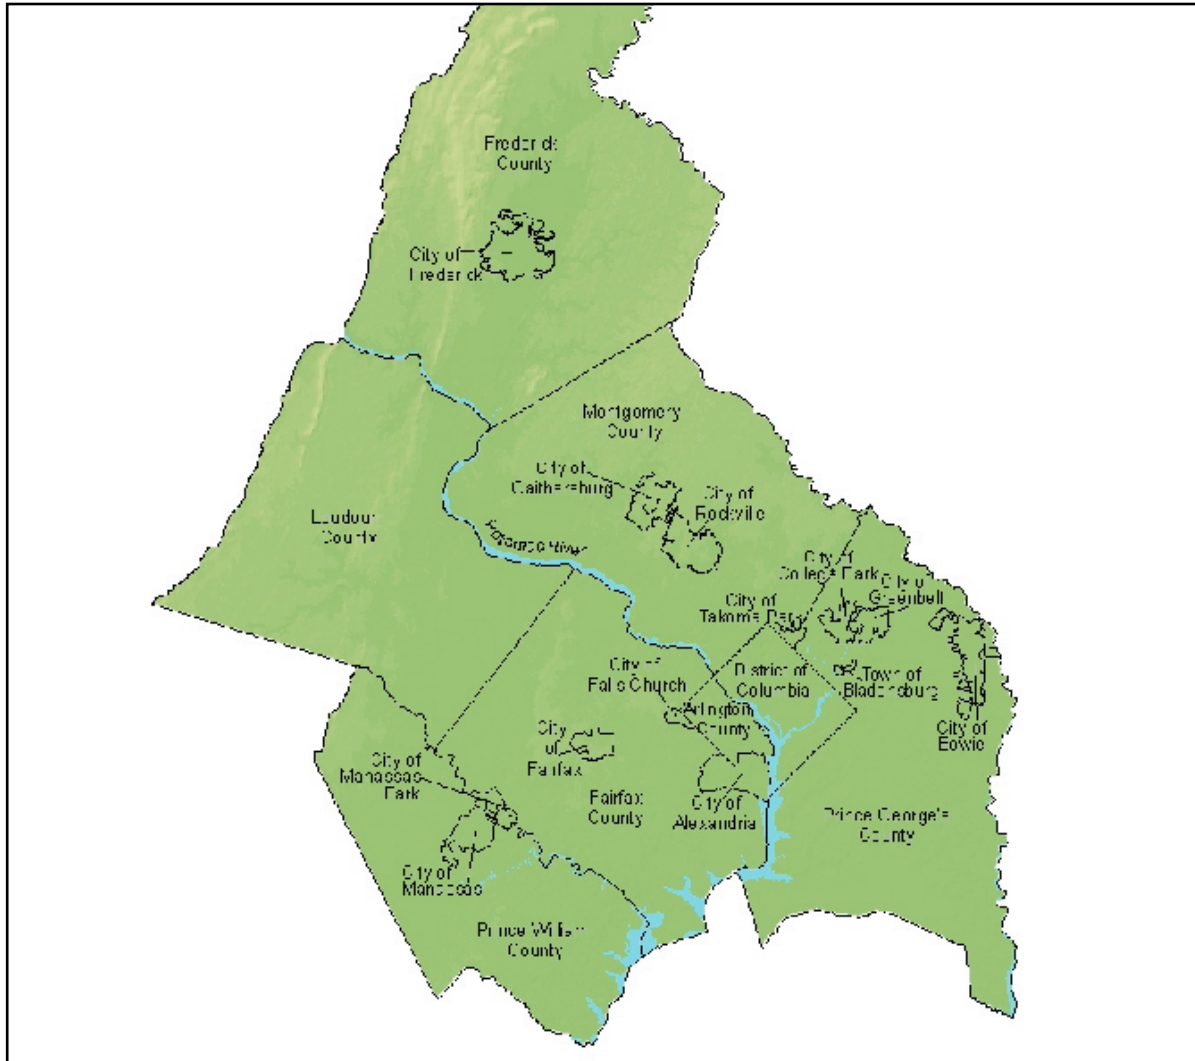 Frederick
County
City of
Frederick
Montgomery
County
City of
Gaithersburg
City of
Rockville
Loudoun
County
Potomac River
City of
College Park
City of
Greenbelt
City of
Takoma Park
City of
Falls Church
District of
Columbia
Town of
Bladensburg
Arlington
County
City of
Bowie
City
of
Fairfax
City of
Manassas
Park
Fairfax
County
City of
Alexandria
Prince George's
County
City of
Manassas
Prince William
County